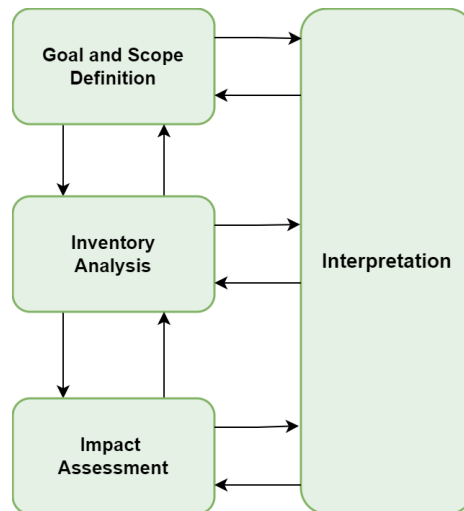 Goal and Scope
Definition
Inventory
Analysis
Interpretation
Impact
Assessment